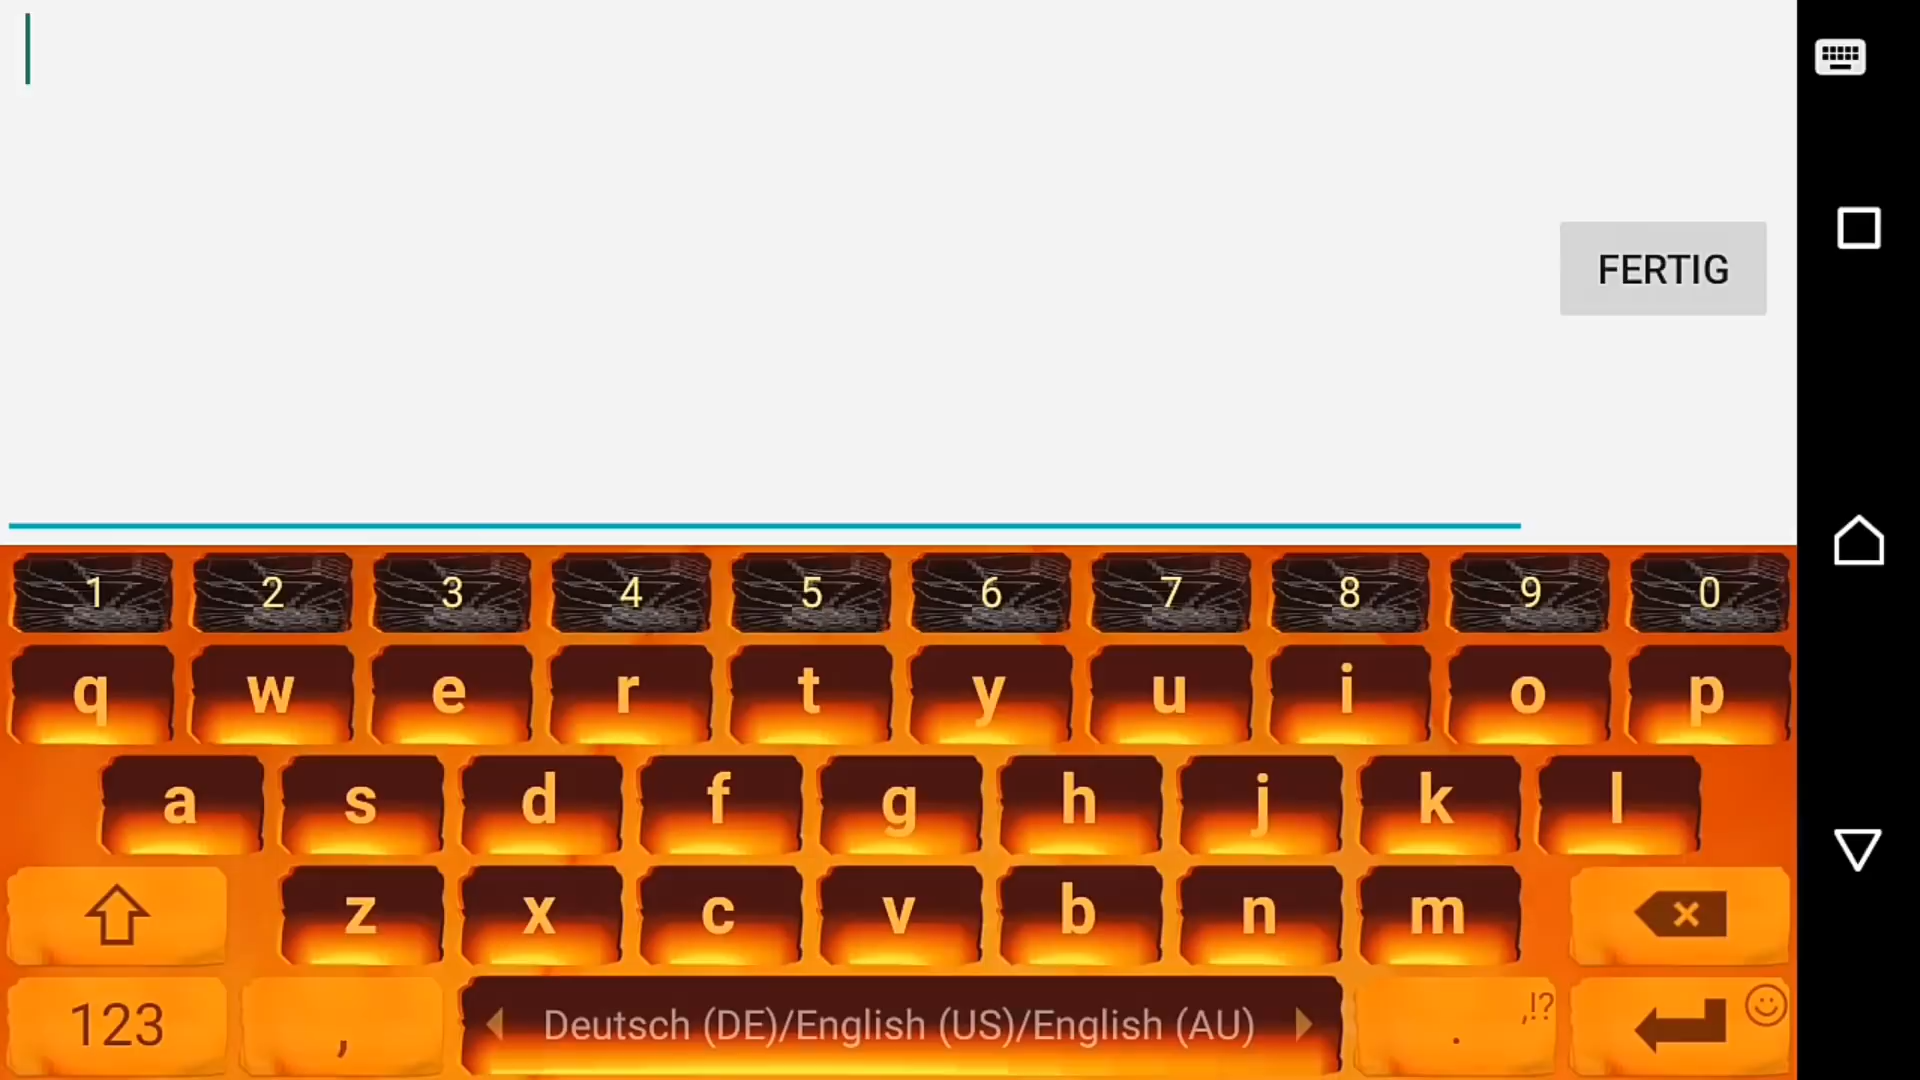 FERTIG
1 2 3 4 5 6 7 8 9 0
q w e r t y u i o p
a s d f g h j k l
z x c v b n m
123 , Deutsch (DE)/English (US)/English (AU) . ,!?